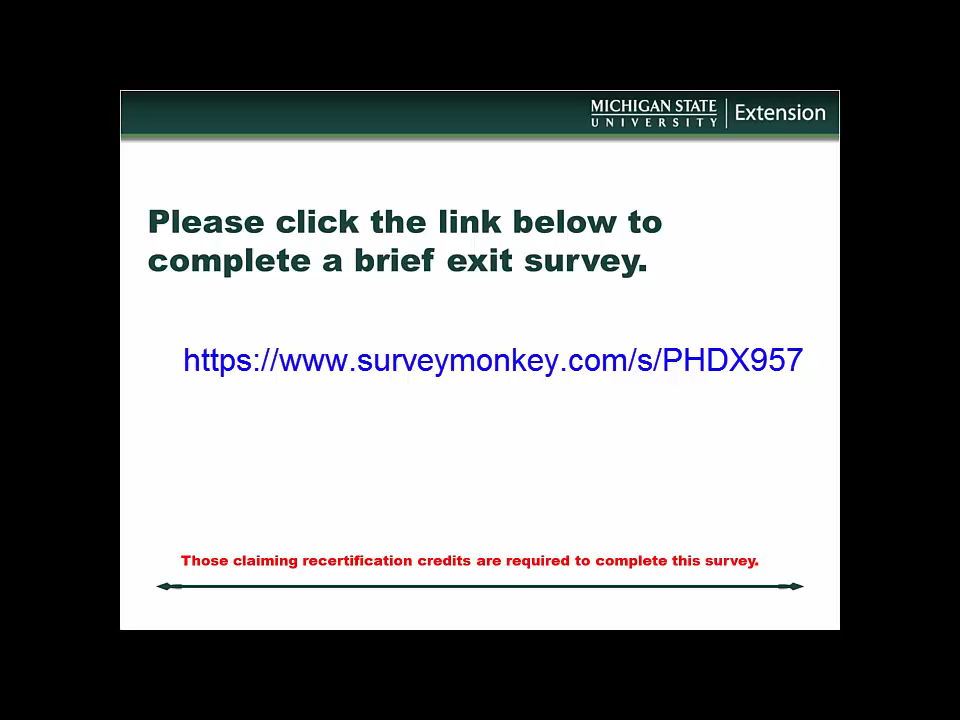 MICHIGAN STATE
UNIVERSITY
Extension
Please click the link below to
complete a brief exit survey.
https://www.surveymonkey.com/s/PHDX957
Those claiming recertification credits are required to complete this survey.